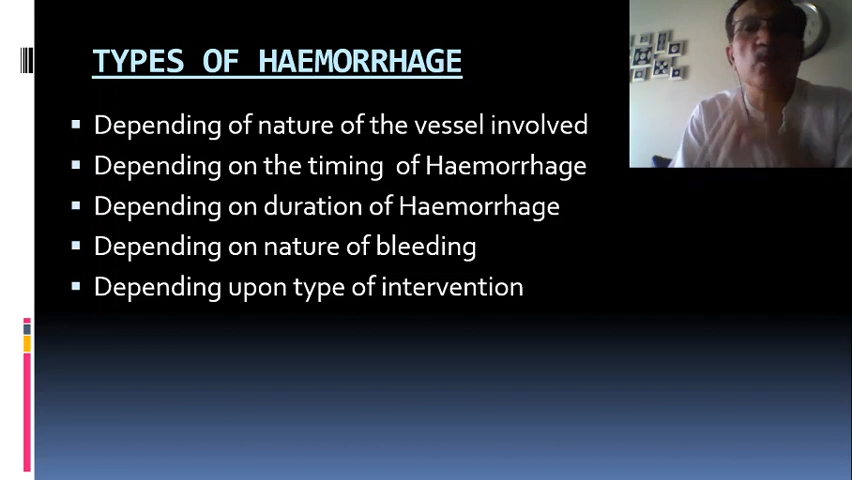 TYPES OF HAEMORRHAGE
Depending of nature of the vessel involved
Depending on the timing of Haemorrhage
Depending on duration of Haemorrhage
Depending on nature of bleeding
Depending upon type of intervention